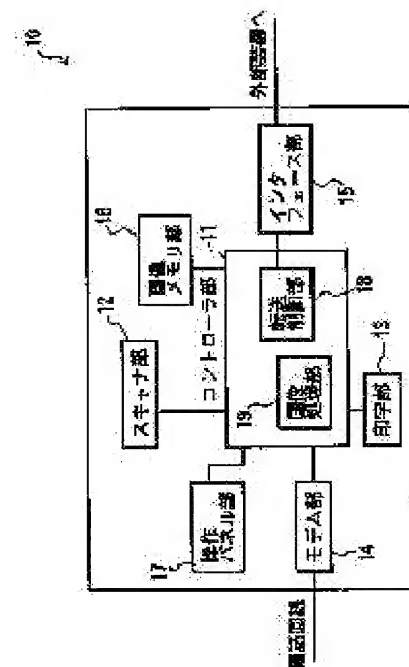 10
外部機器へ
16
画像
メモリ部
12
スキャナ部
コントローラ部
11
インタ
フェース部
15
転送
制御部
18
19
画像
処理部
13
印字部
操作
パネル部
17
モデム部
14
電話回線